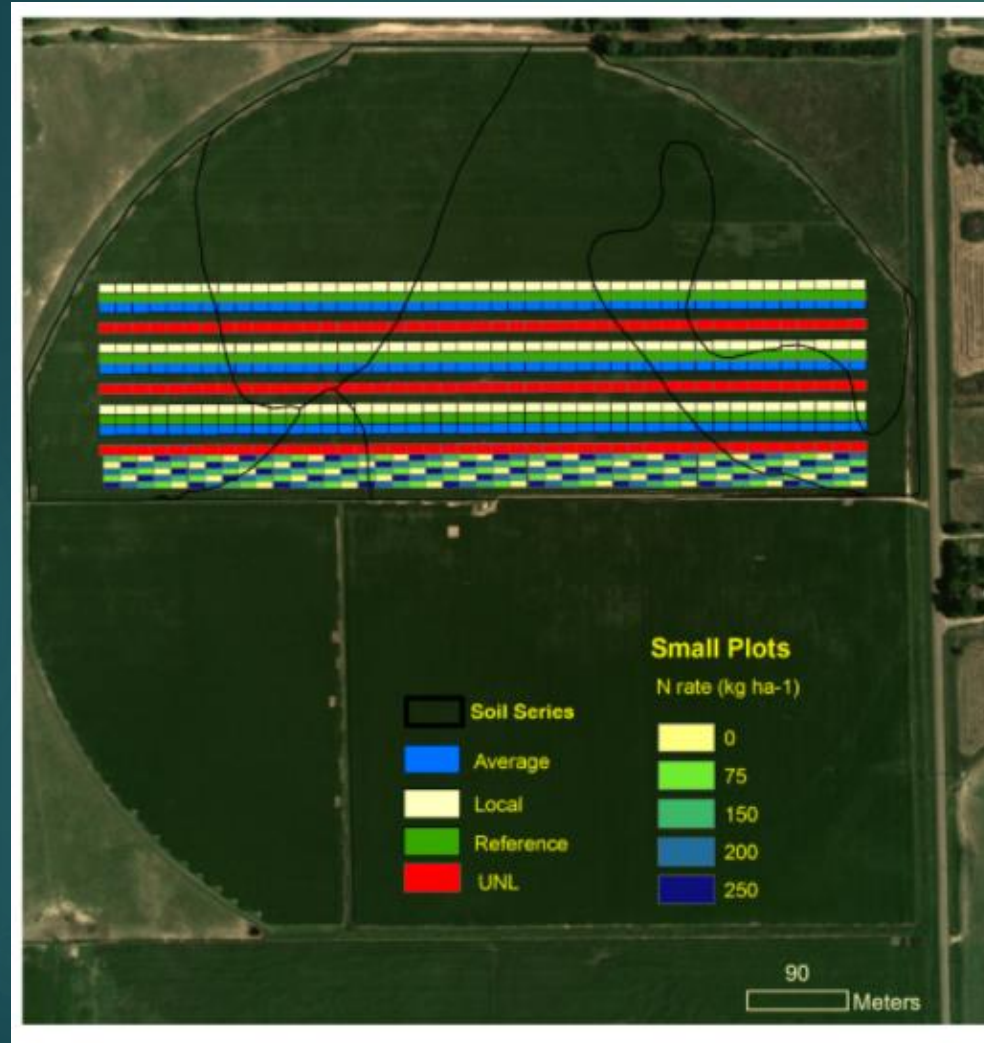 Soil Series
Average
Local
Reference
UNL
Small Plots
N rate (kg ha-1)
0
75
150
200
250
90
Meters